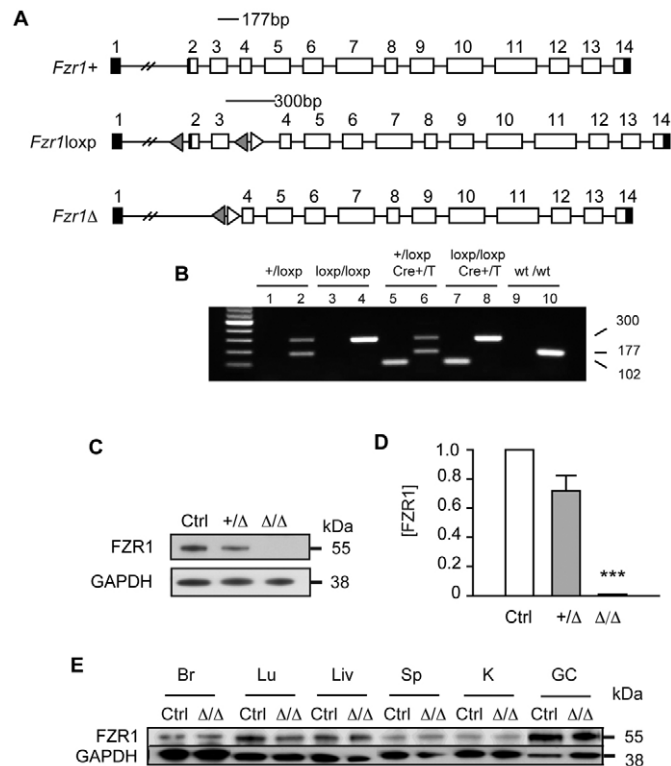 A
177bp
1 2 3 4 5 6 7 8 9 10 11 12 13 14
Fzr1+
300bp
1 2 3 4 5 6 7 8 9 10 11 12 13 14
Fzr1loxp
1 4 5 6 7 8 9 10 11 12 13 14
Fzr1Δ
B
+/loxp loxp/loxp +/loxp Cre+/T loxp/loxp Cre+/T wt /wt
1 2 3 4 5 6 7 8 9 10
300
177
102
C
Ctrl +/Δ Δ/Δ kDa
FZR1 55
GAPDH 38
D
[FZR1]
1.0
0.8
0.6
0.4
0.2
0
***
Ctrl +/Δ Δ/Δ
E
Br Lu Liv Sp K GC
Ctrl Δ/Δ Ctrl Δ/Δ Ctrl Δ/Δ Ctrl Δ/Δ Ctrl Δ/Δ Ctrl Δ/Δ kDa
FZR1 55
GAPDH 38